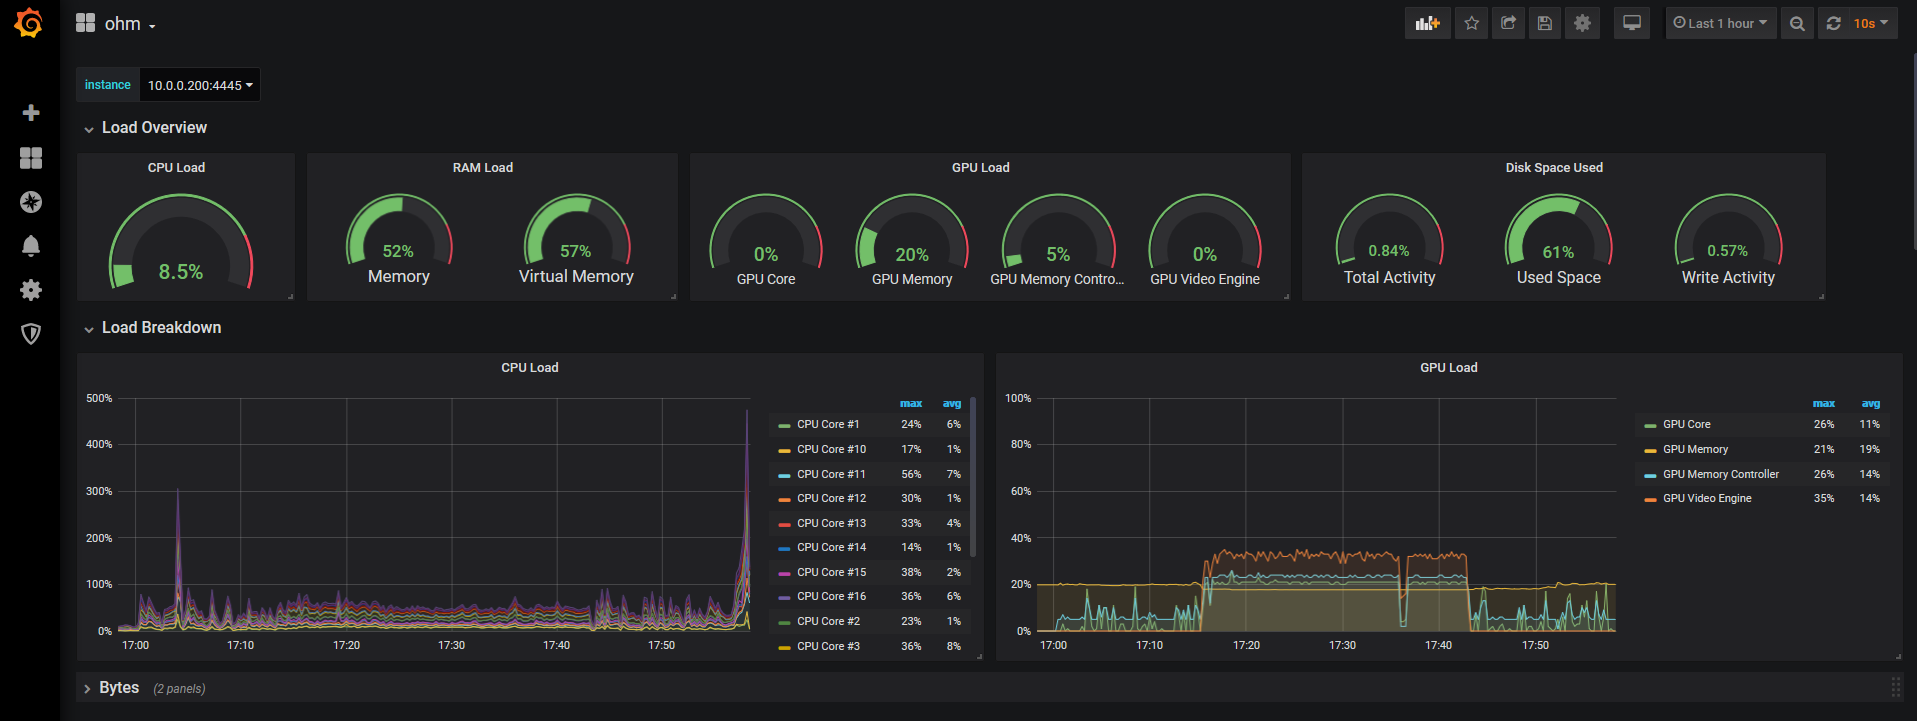 ohm
Last 1 hour
10s
instance
10.0.0.200:4445
Load Overview
CPU Load
8.5%
RAM Load
52%
Memory
57%
Virtual Memory
GPU Load
0%
GPU Core
20%
GPU Memory
5%
GPU Memory Contro...
0%
GPU Video Engine
Disk Space Used
0.84%
Total Activity
61%
Used Space
0.57%
Write Activity
Load Breakdown
CPU Load
500%
400%
300%
200%
100%
0%
17:00 17:10 17:20 17:30 17:40 17:50
max avg
CPU Core #1 24% 6%
CPU Core #10 17% 1%
CPU Core #11 56% 7%
CPU Core #12 30% 1%
CPU Core #13 33% 4%
CPU Core #14 14% 1%
CPU Core #15 38% 2%
CPU Core #16 36% 6%
CPU Core #2 23% 1%
CPU Core #3 36% 8%
GPU Load
100%
80%
60%
40%
20%
0%
17:00 17:10 17:20 17:30 17:40 17:50
max avg
GPU Core 26% 11%
GPU Memory 21% 19%
GPU Memory Controller 26% 14%
GPU Video Engine 35% 14%
Bytes (2 panels)